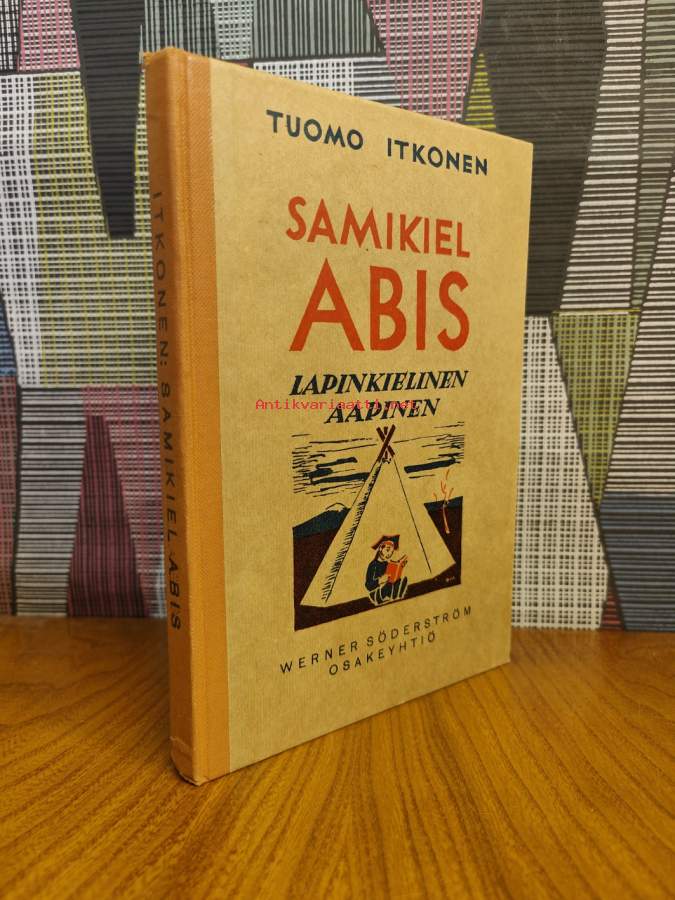 TUOMO ITKONEN
SAMIKIEL
ABIS
LAPINKIELINEN
AAPINEN
Antikvariaatti.net
WERNER SÖDERSTRÖM
OSAKEYHTIÖ
ITKONEN: SAMIKIEL ABIS